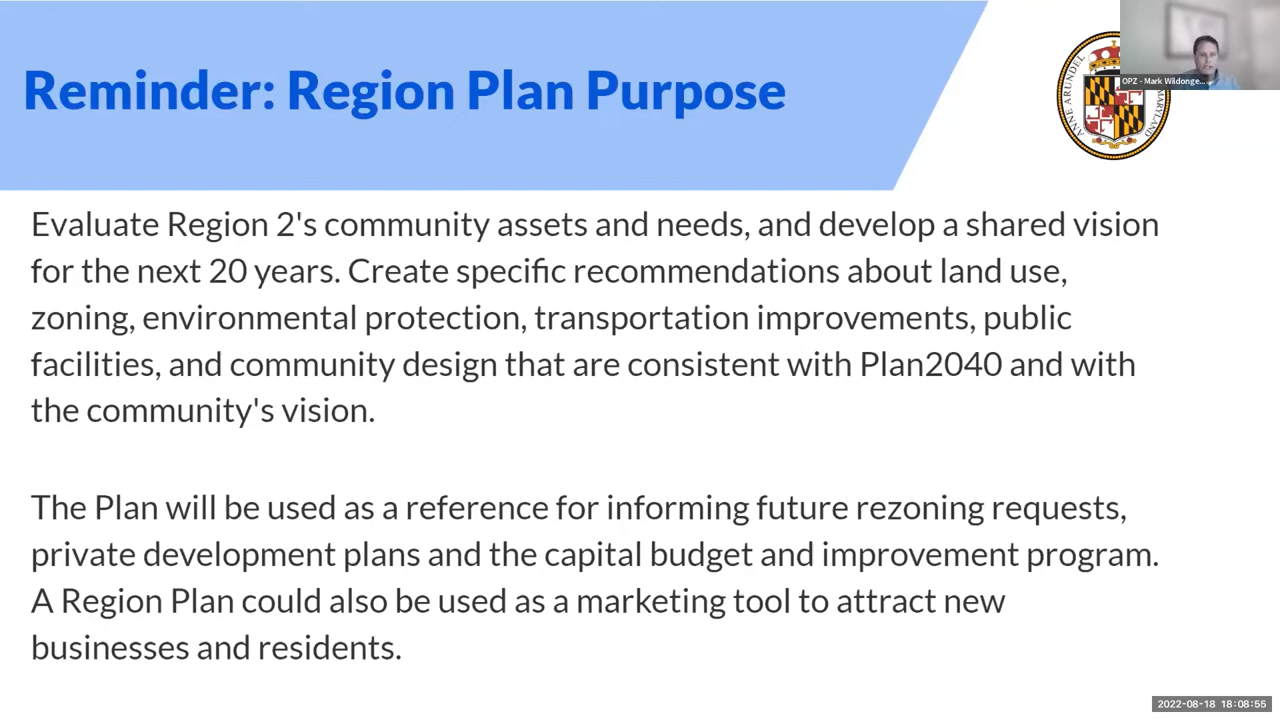 Reminder: Region Plan Purpose
ANNE ARUNDEL
MARYLAND
OPZ - Mark Wildonge...
Evaluate Region 2's community assets and needs, and develop a shared vision
for the next 20 years. Create specific recommendations about land use,
zoning, environmental protection, transportation improvements, public
facilities, and community design that are consistent with Plan2040 and with
the community's vision.
The Plan will be used as a reference for informing future rezoning requests,
private development plans and the capital budget and improvement program.
A Region Plan could also be used as a marketing tool to attract new
businesses and residents.
2022-08-18 18:08:55